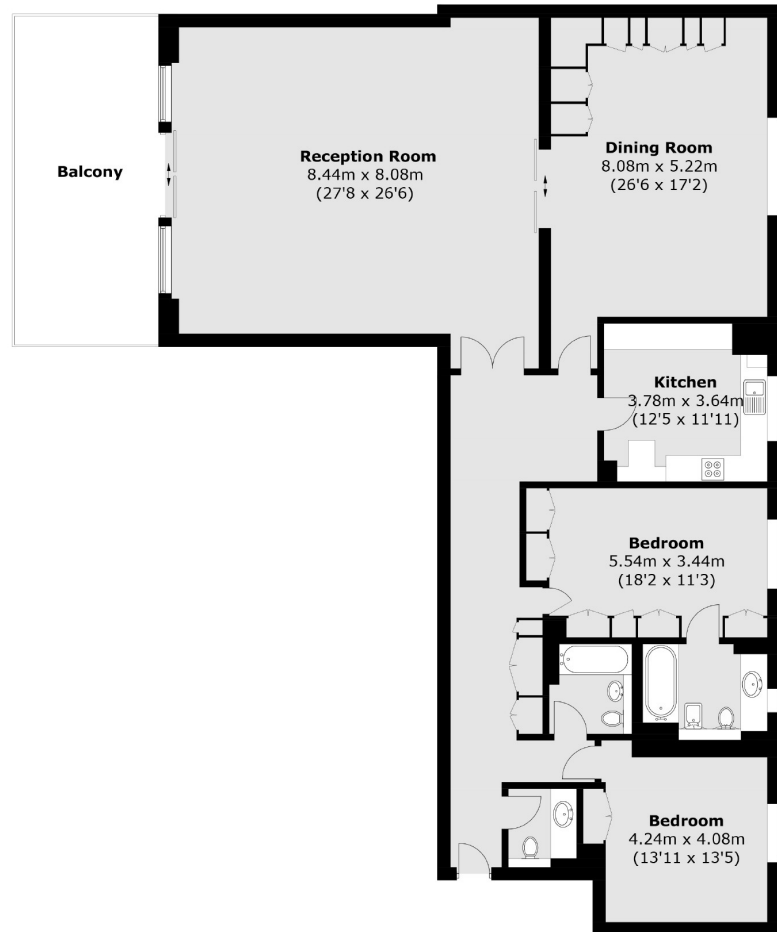 Balcony
Reception Room
8.44m x 8.08m
(27'8 x 26'6)
Dining Room
8.08m x 5.22m
(26'6 x 17'2)
Kitchen
3.78m x 3.64m
(12'5 x 11'11)
Bedroom
5.54m x 3.44m
(18'2 x 11'3)
Bedroom
4.24m x 4.08m
(13'11 x 13'5)